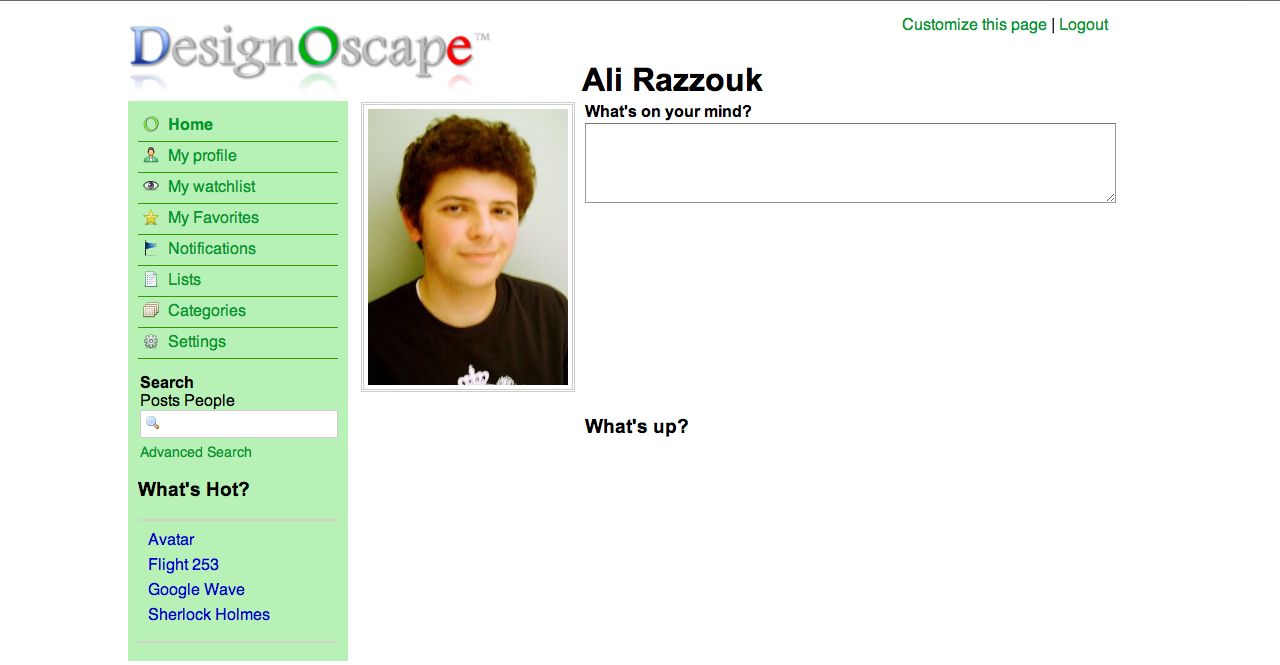 DesignOscape™
Customize this page | Logout
Ali Razzouk
What's on your mind?
Home
My profile
My watchlist
My Favorites
Notifications
Lists
Categories
Settings
Search
Posts People
Advanced Search
What's Hot?
Avatar
Flight 253
Google Wave
Sherlock Holmes
What's up?